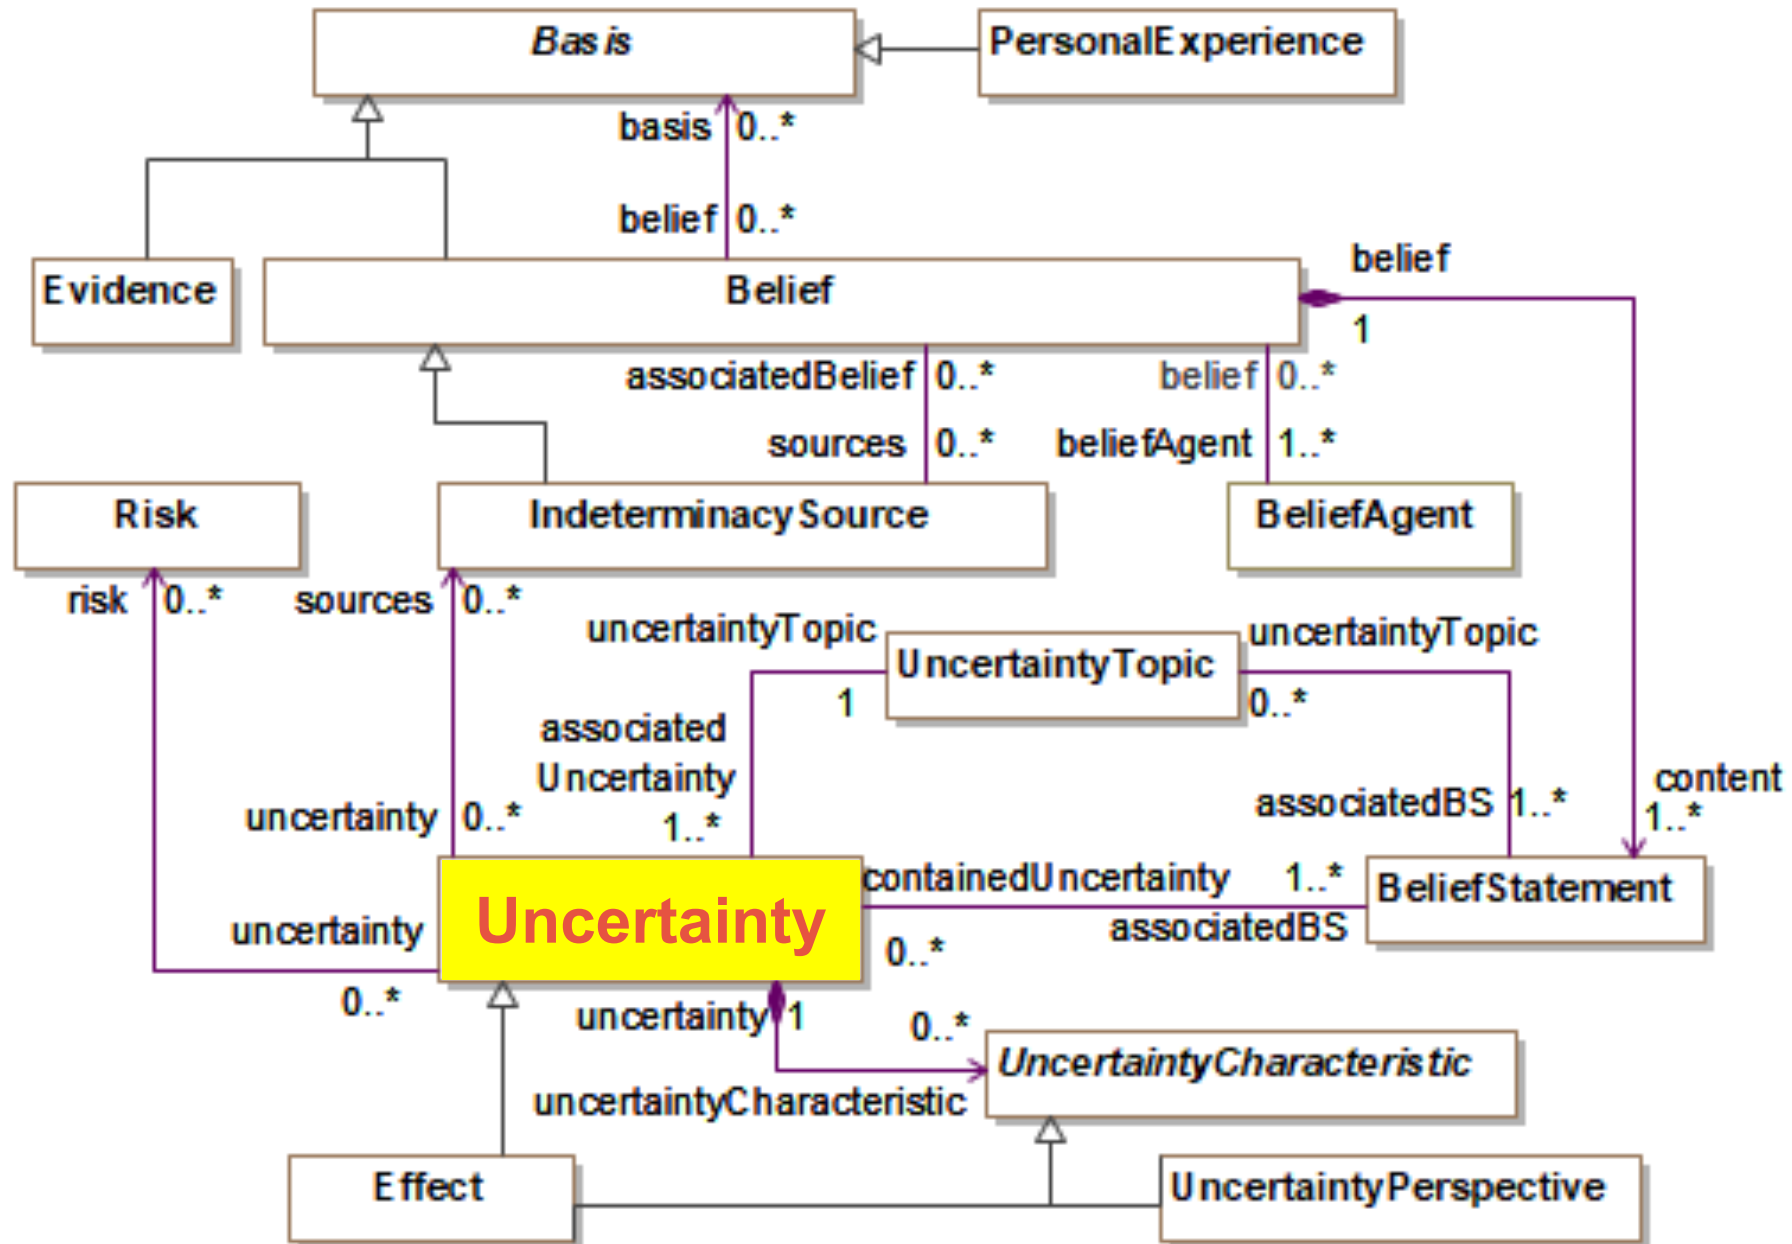 Basis
PersonalExperience
basis 0..*
belief 0..*
belief
Evidence
Belief
1
associatedBelief 0..*
belief 0..*
sources 0..*
beliefAgent 1..*
Risk
IndeterminacySource
BeliefAgent
risk 0..*
sources 0..*
uncertaintyTopic
UncertaintyTopic
uncertaintyTopic
1
0..*
associated
Uncertainty
1..*
content
1..*
associatedBS 1..*
uncertainty 0..*
containedUncertainty 1..*
BeliefStatement
Uncertainty
associatedBS
uncertainty
0..*
0..*
uncertainty 1
0..*
UncertaintyCharacteristic
uncertaintyCharacteristic
Effect
UncertaintyPerspective